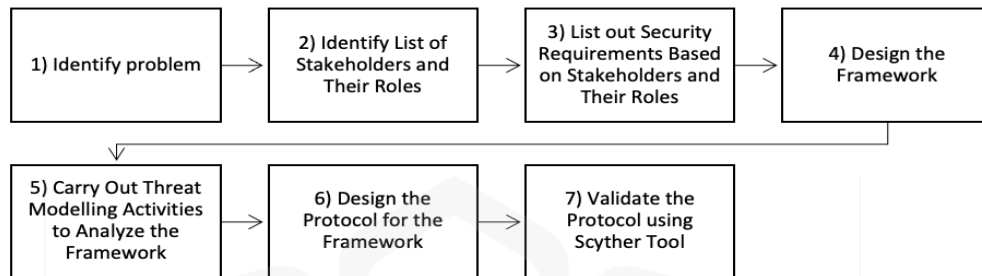 1) Identify problem
2) Identify List of
Stakeholders and
Their Roles
3) List out Security
Requirements Based
on Stakeholders and
Their Roles
4) Design the
Framework
5) Carry Out Threat
Modelling Activities
to Analyze the
Framework
6) Design the
Protocol for the
Framework
7) Validate the
Protocol using
Scyther Tool